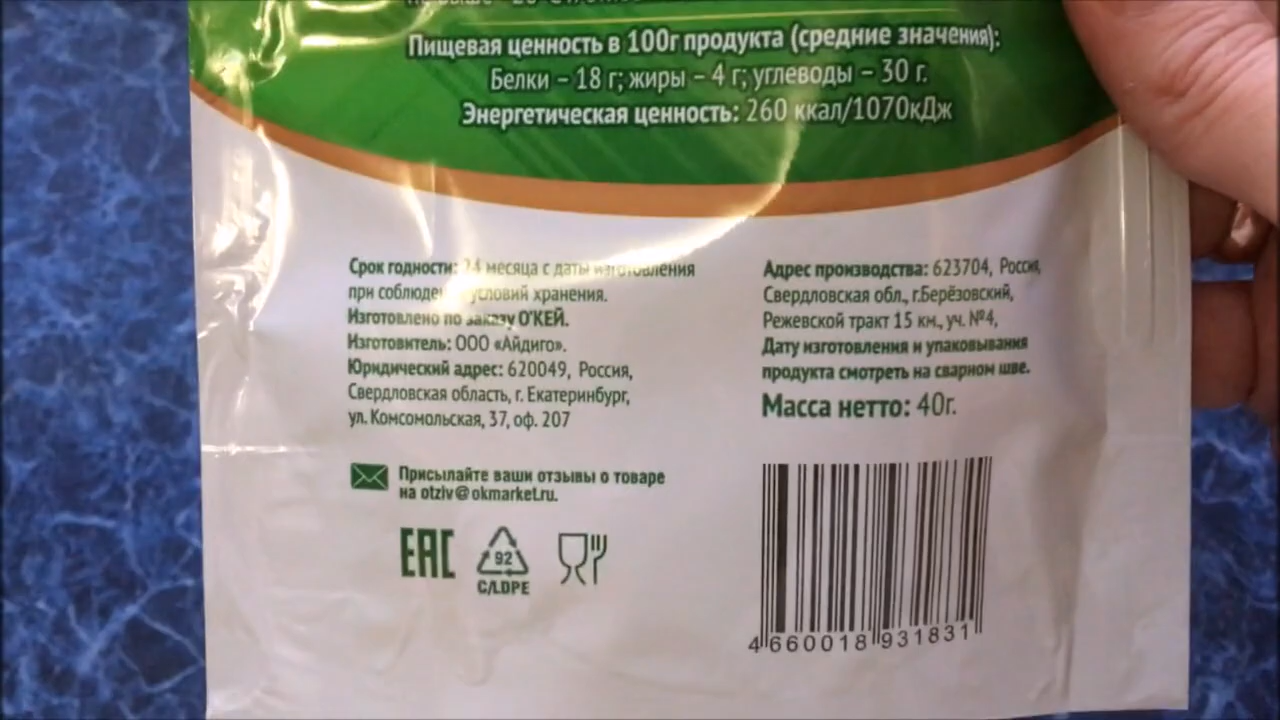 Пищевая ценность в 100г продукта (средние значения):
Белки – 18 г; жиры – 4 г; углеводы – 30 г.
Энергетическая ценность: 260 ккал/1070кДж
Срок годности: 24 месяца с даты изготовления
при соблюдении условий хранения.
Изготовлено по заказу О'КЕЙ.
Изготовитель: ООО «Айдиго».
Юридический адрес: 620049, Россия,
Свердловская область, г. Екатеринбург,
ул. Комсомольская, 37, оф. 207
Присылайте ваши отзывы о товаре
на otziv@okmarket.ru.
EAC
92
C/LDPE
Адрес производства: 623704, Россия,
Свердловская обл., г.Берёзовский,
Режевской тракт 15 км., уч. №4,
Дату изготовления и упаковывания
продукта смотреть на сварном шве.
Масса нетто: 40г.
4 660018 931831